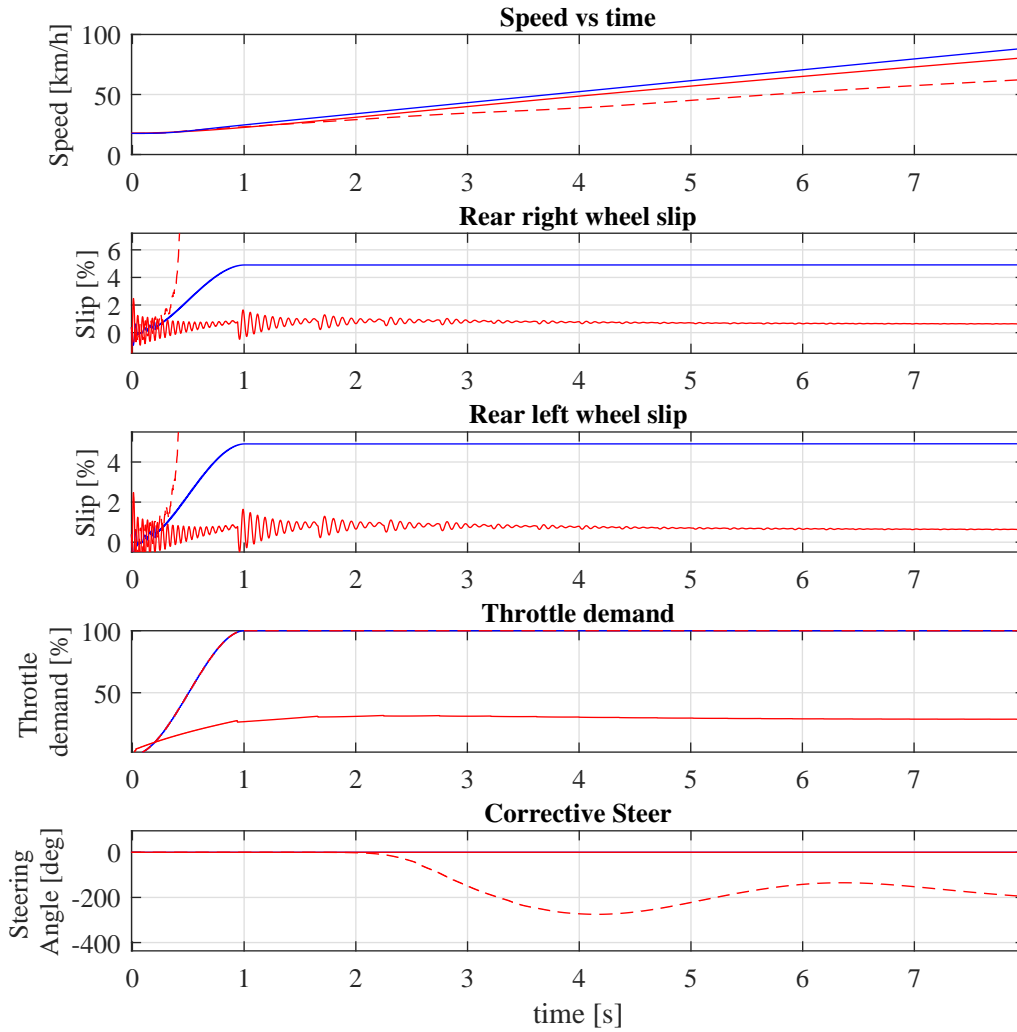 Speed vs time
Speed [km/h]
100
50
0
0 1 2 3 4 5 6 7
Rear right wheel slip
Slip [%]
6
4
2
0
0 1 2 3 4 5 6 7
Rear left wheel slip
Slip [%]
4
2
0
0 1 2 3 4 5 6 7
Throttle demand
Throttle
demand [%]
100
50
0 1 2 3 4 5 6 7
Corrective Steer
Steering
Angle [deg]
0
-200
-400
0 1 2 3 4 5 6 7
time [s]